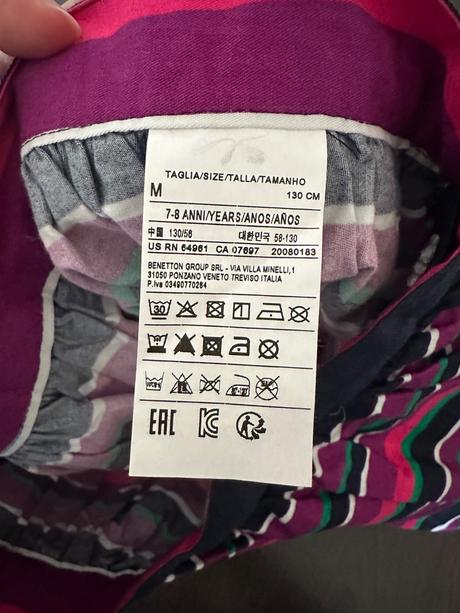 TAGLIA/SIZE/TALLA/TAMANHO
M 130 CM
7-8 ANNI/YEARS/ANOS/AÑOS
中国 130/56 대한민국 58-130
US RN 54961 CA 07697 20080183
BENETTON GROUP SRL - VIA VILLA MINELLI,1
31050 PONZANO VENETO TREVISO ITALIA
P.Iva 03490770264
30
EAC